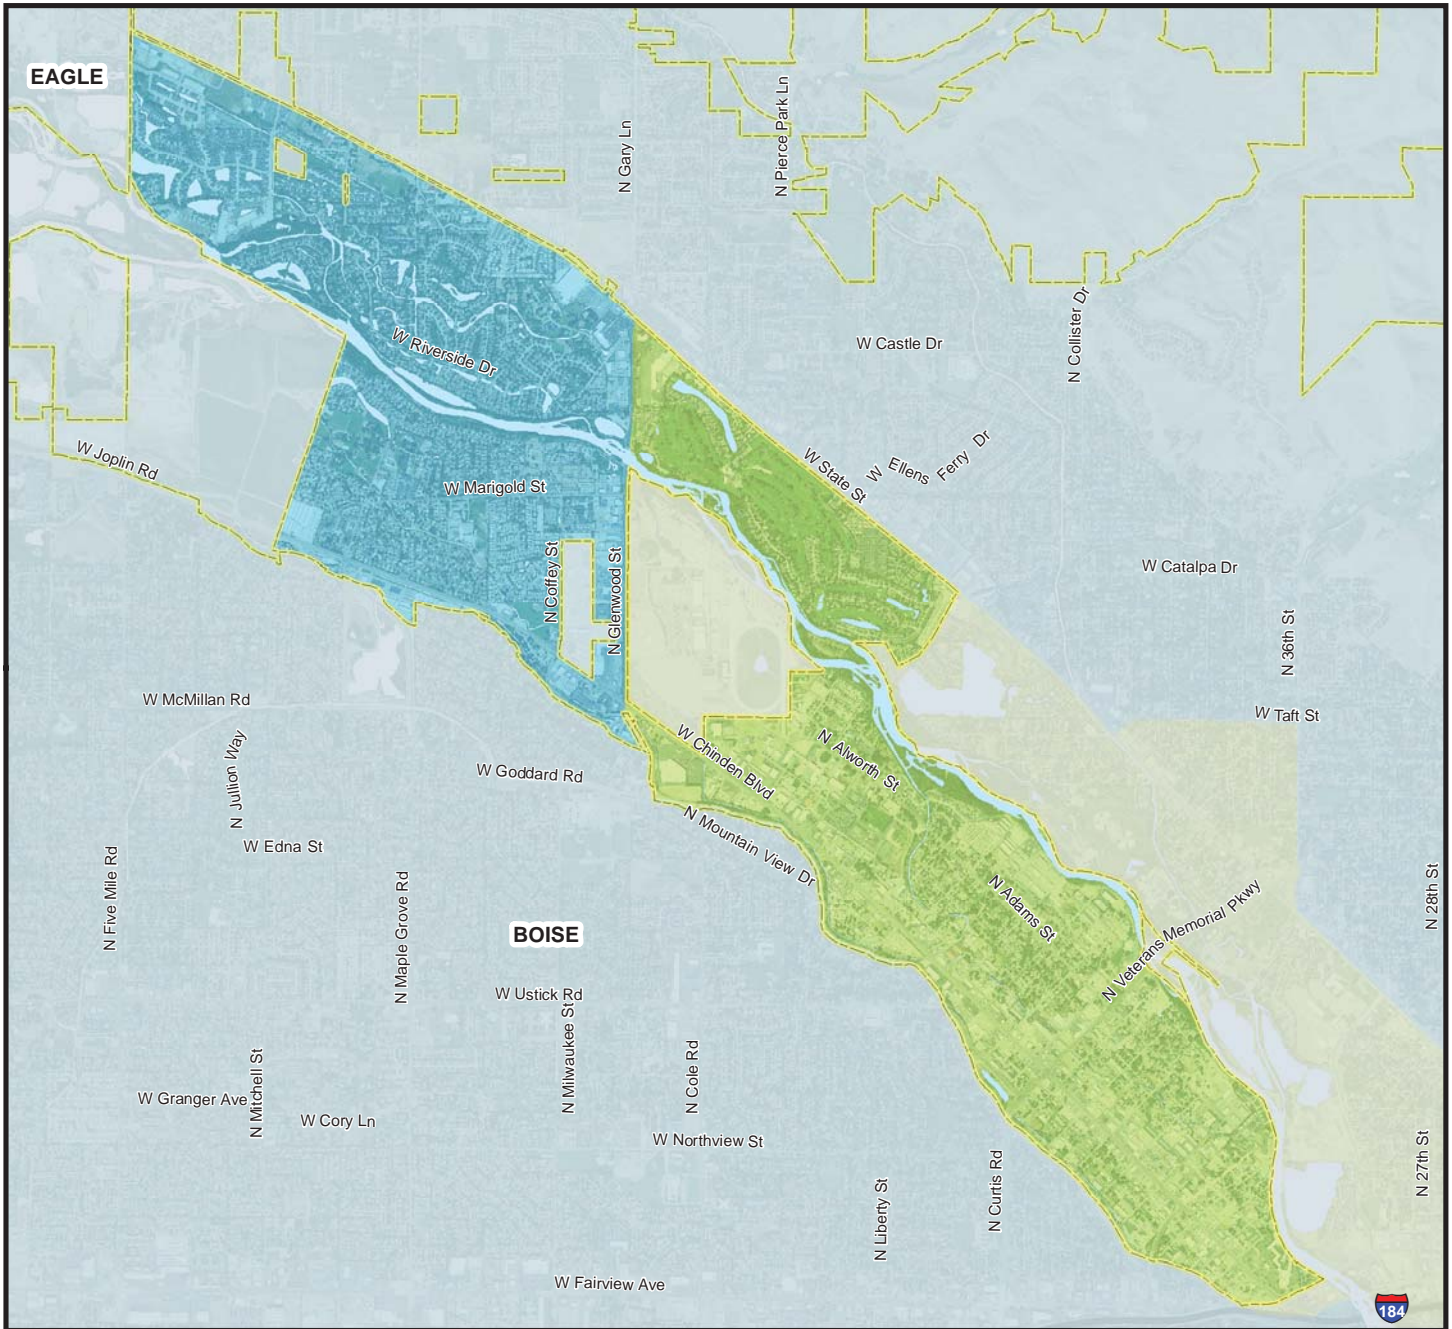 EAGLE
N Gary Ln
N Pierce Park Ln
W Riverside Dr
W Castle Dr
N Collister Dr
W Joplin Rd
W State St
W Ellens Ferry Dr
W Marigold St
N Coffey St
N Glenwood St
W Catalpa Dr
N 36th St
W McMillan Rd
W Taft St
N Jullion Way
W Goddard Rd
W Chinden Blvd
N Alworth St
W Edna St
N Mountain View Dr
N Five Mile Rd
N Maple Grove Rd
BOISE
N Adams St
N Veterans Memorial Pkwy
N 28th St
W Ustick Rd
N Milwaukee St
N Cole Rd
N Mitchell St
W Granger Ave
W Cory Ln
W Northview St
N Liberty St
N Curtis Rd
N 27th St
W Fairview Ave
184